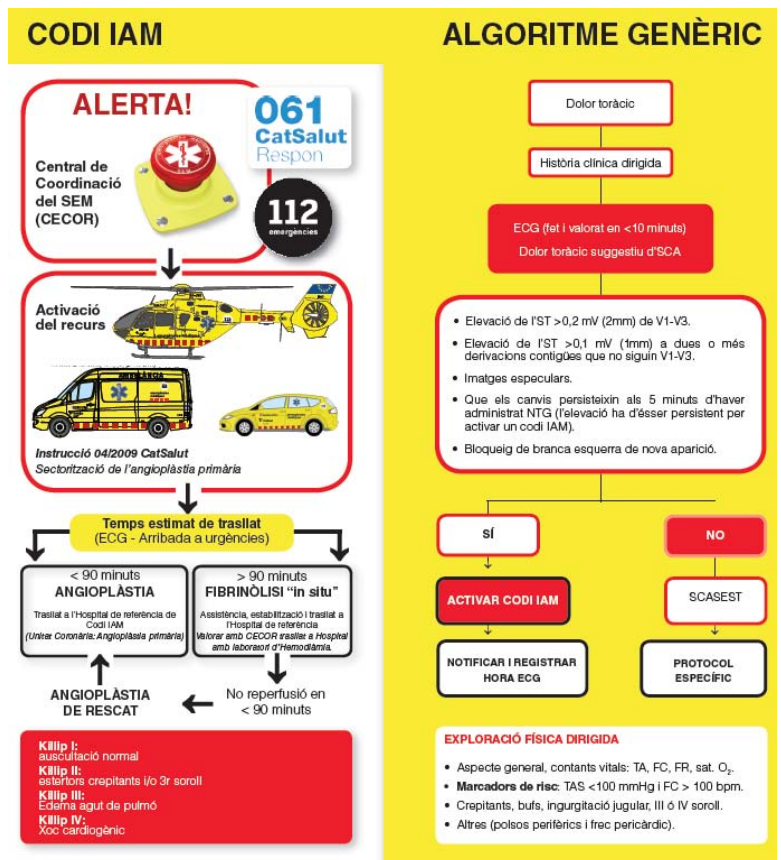 CODI IAM
ALERTA!
Central de
Coordinació
del SEM
(CECOR)
061
CatSalut
Respon
112
emergències
Activació
del recurs
AMBULÀNCIA
Instrucció 04/2009 CatSalut
Sectorització de l'angioplàstia primària
Temps estimat de trasllat
(ECG - Arribada a urgències)
< 90 minuts
ANGIOPLÀSTIA
Trasllat a l'Hospital de referència de
Codi IAM
(Unitat Coronària: Angioplàssia primària)
> 90 minuts
FIBRINÒLISI "in situ"
Assistència, estabilització i trasllat a
l'Hospital de referència
Valorar amb CECOR trasllat a Hospital
amb laboratori d'Hemodiàmia.
ANGIOPLÀSTIA
DE RESCAT
No reperfusió en
< 90 minuts
Killip I:
auscultació normal
Killip II:
estertors crepitants i/o 3r soroll
Killip III:
Edema agut de pulmó
Killip IV:
Xoc cardiogènic
ALGORITME GENÈRIC
Dolor toràcic
Història clínica dirigida
ECG (fet i valorat en <10 minuts)
Dolor toràcic suggestiu d'SCA
• Elevació de l'ST >0,2 mV (2mm) de V1-V3.
• Elevació de l'ST >0,1 mV (1mm) a dues o més
derivacions contigües que no siguin V1-V3.
• Imatges especulars.
• Que els canvis persisteixin als 5 minuts d'haver
administrat NTG (l'elevació ha d'ésser persistent per
activar un codi IAM).
• Bloqueig de branca esquerra de nova aparició.
SÍ
NO
ACTIVAR CODI IAM
SCASEST
NOTIFICAR I REGISTRAR
HORA ECG
PROTOCOL
ESPECÍFIC
EXPLORACIÓ FÍSICA DIRIGIDA
• Aspecte general, contants vitals: TA, FC, FR, sat. O₂.
• Marcadors de risc: TAS <100 mmHg i FC > 100 bpm.
• Crepitants, bufs, ingurgitació jugular, III ó IV soroll.
• Altres (polsos perifèrics i frec pericàrdic).